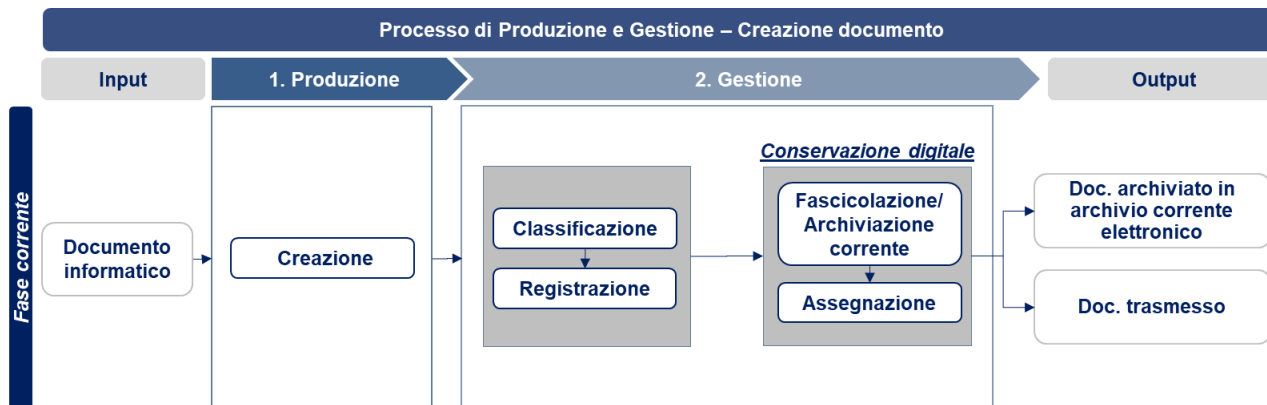 Processo di Produzione e Gestione – Creazione documento
Input
1. Produzione
2. Gestione
Output
Fase corrente
Documento
informatico
Creazione
Classificazione
Registrazione
Conservazione digitale
Fascicolazione/
Archiviazione
corrente
Assegnazione
Doc. archiviato in
archivio corrente
elettronico
Doc. trasmesso